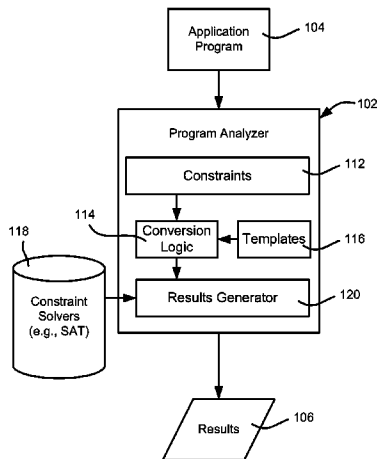 Application
Program
104
102
Program Analyzer
Constraints
112
118
114
Conversion
Logic
Templates
116
Constraint
Solvers
(e.g., SAT)
Results Generator
120
Results
106